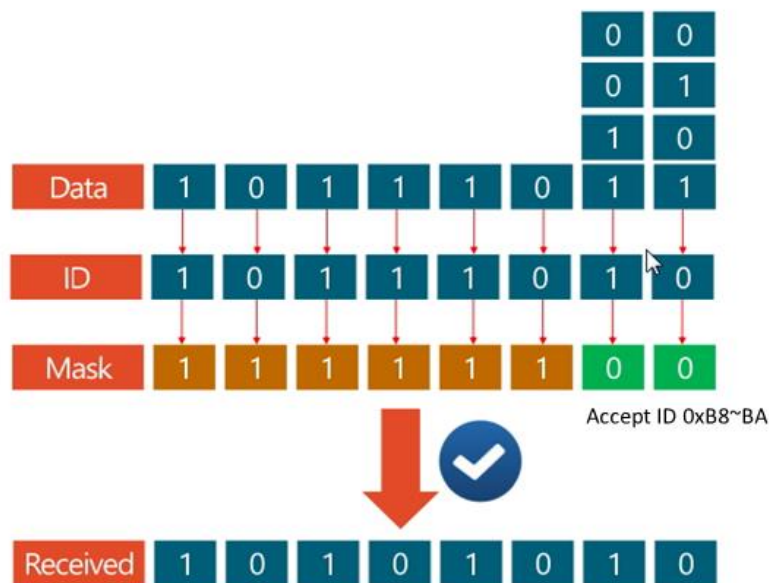 0 0
0 1
1 0
Data 1 0 1 1 1 0 1 1
ID 1 0 1 1 1 0 1 0
Mask 1 1 1 1 1 1 0 0
Accept ID 0xB8~BA
Received 1 0 1 0 1 0 1 0